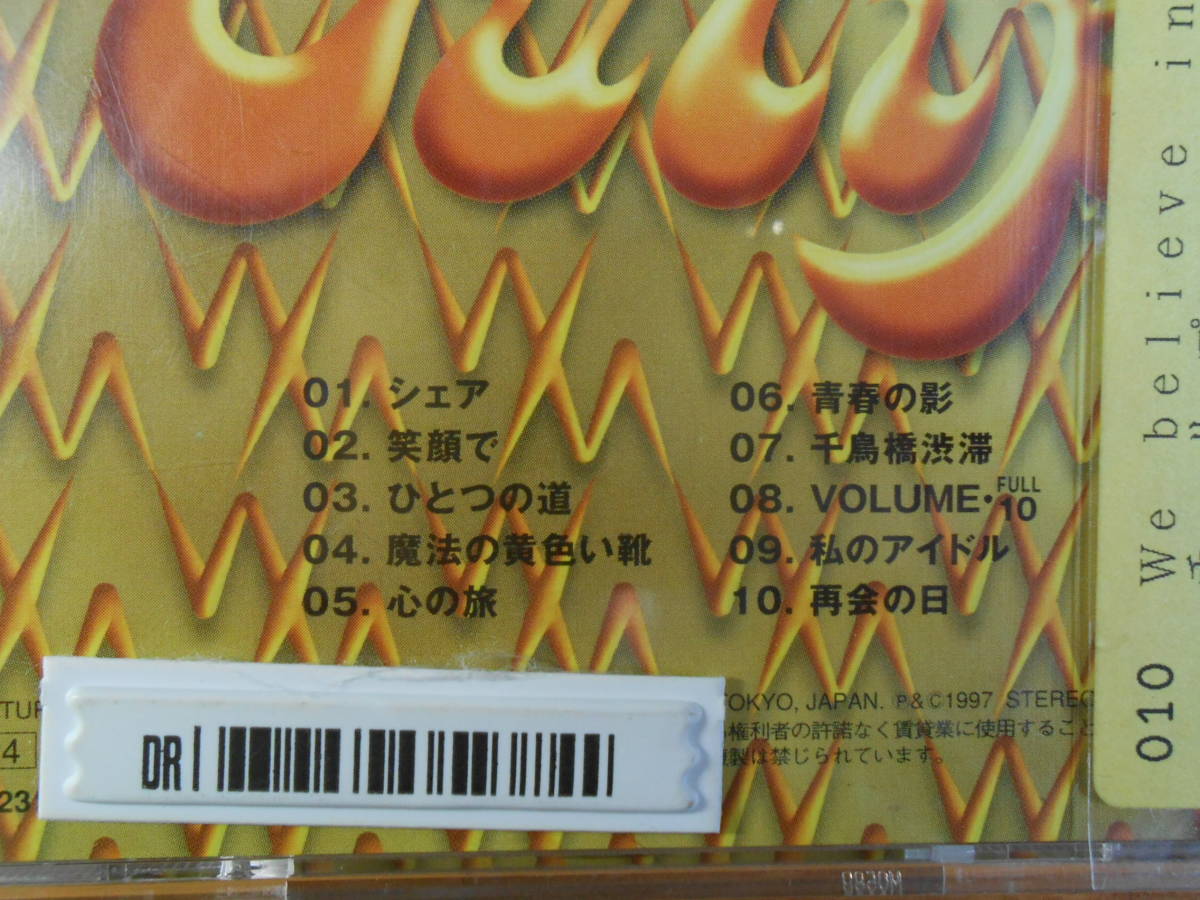 01. シェア
02. 笑顔で
03. ひとつの道
04. 魔法の黄色い靴
05. 心の旅
06. 青春の影
07. 千鳥橋渋滞
08. VOLUME・FULL 10
09. 私のアイドル
10. 再会の日
TOKYO, JAPAN. ℗&©1997 STEREO
権利者の許諾なく賃貸業に使用すること
は禁じられています。
4
23
DR
010 We believe in